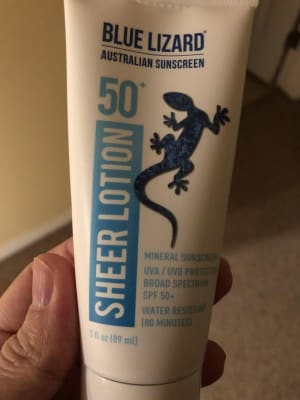 BLUE LIZARD®
AUSTRALIAN SUNSCREEN
50+
SHEER LOTION
MINERAL SUNSCREEN
UVA / UVB PROTECTION
BROAD SPECTRUM
SPF 50+
WATER RESISTANT
(80 MINUTES)
3 fl oz (89 ml)